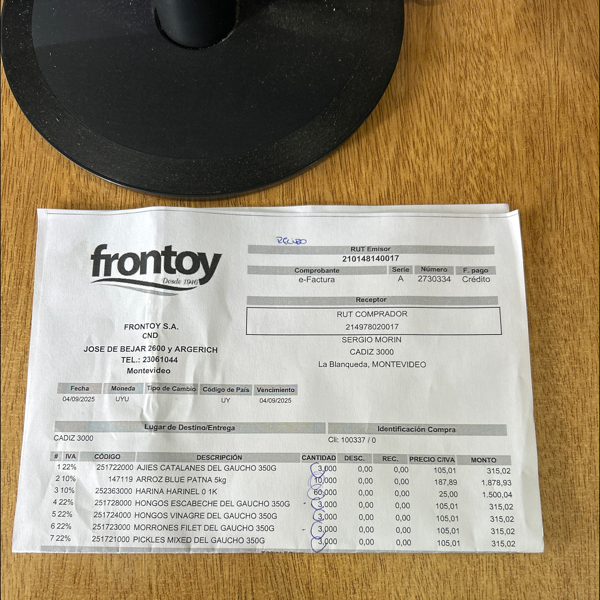 RECIBO
frontoy
Desde 1946
RUT Emisor
210148140017
Comprobante Serie Número F. pago
e-Factura A 2730334 Crédito
Receptor
RUT COMPRADOR
214978020017
SERGIO MORIN
CADIZ 3000
La Blanqueda, MONTEVIDEO
FRONTOY S.A.
CND
JOSE DE BEJAR 2600 y ARGERICH
TEL.: 23061044
Montevideo
Fecha Moneda Tipo de Cambio Código de País Vencimiento
04/09/2025 UYU UY 04/09/2025
Lugar de Destino/Entrega Identificación Compra
CADIZ 3000 Cli: 100337 / 0
# IVA CÓDIGO DESCRIPCIÓN CANTIDAD DESC. REC. PRECIO C/IVA MONTO
1 22% 251722000 AJIES CATALANES DEL GAUCHO 350G 3,000 0,00 0,00 105,01 315,02
2 10% 147119 ARROZ BLUE PATNA 5kg 10,000 0,00 0,00 187,89 1.878,93
3 10% 252363000 HARINA HARINEL 0 1K 60,000 0,00 0,00 25,00 1.500,04
4 22% 251728000 HONGOS ESCABECHE DEL GAUCHO 350G 3,000 0,00 0,00 105,01 315,02
5 22% 251724000 HONGOS VINAGRE DEL GAUCHO 350G 3,000 0,00 0,00 105,01 315,02
6 22% 251723000 MORRONES FILET DEL GAUCHO 350G 3,000 0,00 0,00 105,01 315,02
7 22% 251721000 PICKLES MIXED DEL GAUCHO 350G 3,000 0,00 0,00 105,01 315,02